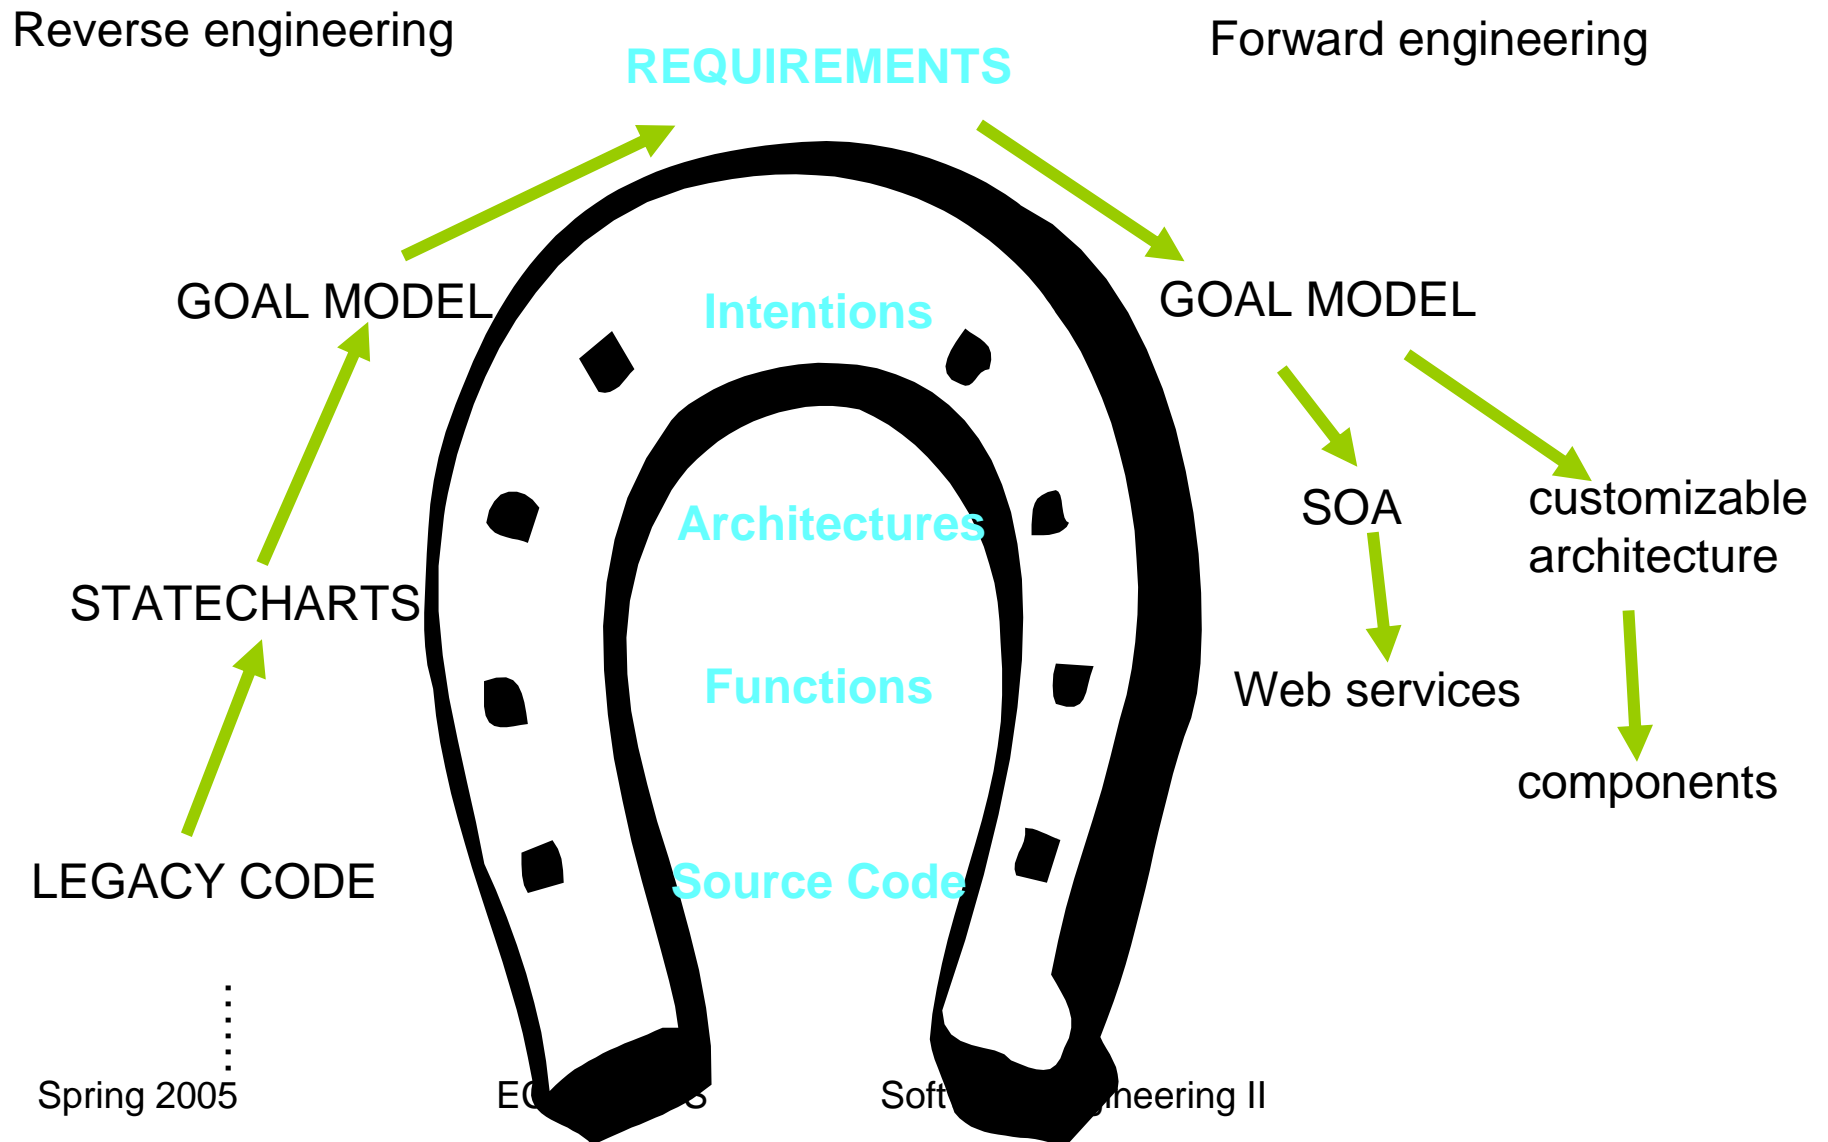 Reverse engineering
Forward engineering
REQUIREMENTS
GOAL MODEL
Intentions
GOAL MODEL
SOA
customizable
architecture
Architectures
STATECHARTS
Functions
Web services
components
LEGACY CODE
Source Code
Spring 2005
II